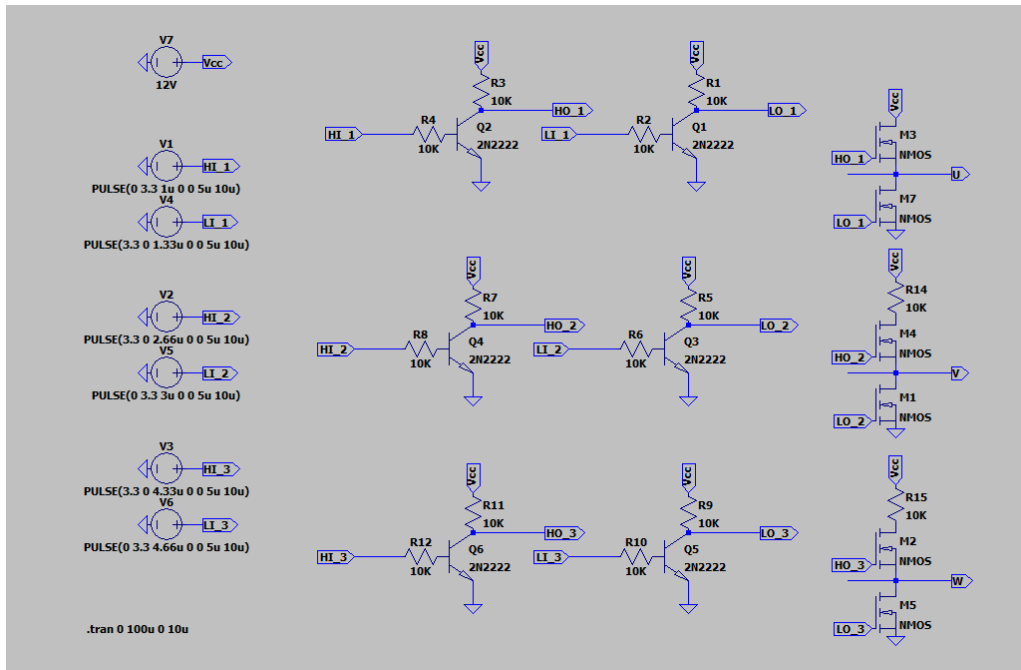 V7
Vcc
12V
V1
HI_1
PULSE(0 3.3 1u 0 0 5u 10u)
V4
LI_1
PULSE(3.3 0 1.33u 0 0 5u 10u)
V2
HI_2
PULSE(3.3 0 2.66u 0 0 5u 10u)
V5
LI_2
PULSE(0 3.3 3u 0 0 5u 10u)
V3
HI_3
PULSE(3.3 0 4.33u 0 0 5u 10u)
V6
LI_3
PULSE(0 3.3 4.66u 0 0 5u 10u)
.tran 0 100u 0 10u
Vcc
R3
10K
HO_1
R4
HI_1
10K
Q2
2N2222
Vcc
R1
10K
LO_1
R2
LI_1
10K
Q1
2N2222
Vcc
R7
10K
HO_2
R8
HI_2
10K
Q4
2N2222
Vcc
R5
10K
LO_2
R6
LI_2
10K
Q3
2N2222
Vcc
R11
10K
HO_3
R12
HI_3
10K
Q6
2N2222
Vcc
R9
10K
LO_3
R10
LI_3
10K
Q5
2N2222
Vcc
M3
HO_1
NMOS
U
M7
LO_1
NMOS
Vcc
R14
10K
M4
HO_2
NMOS
V
M1
LO_2
NMOS
Vcc
R15
10K
M2
HO_3
NMOS
W
M5
LO_3
NMOS